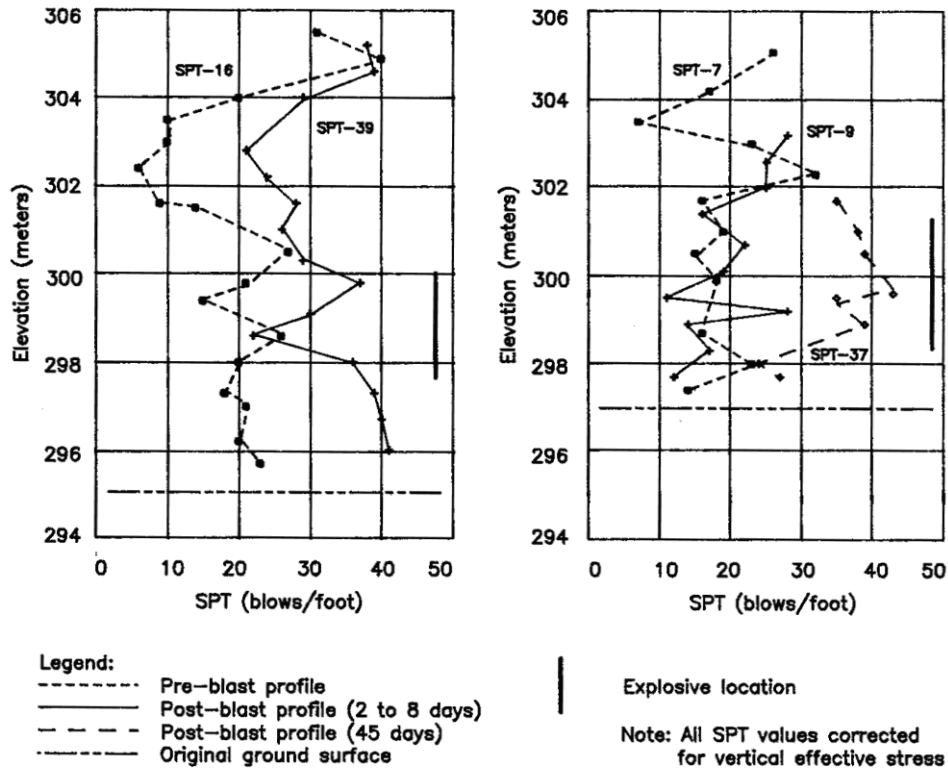 306
304
302
300
298
296
294
Elevation (meters)
SPT-16
SPT-39
0 10 20 30 40 50
SPT (blows/foot)
306
304
302
300
298
296
294
Elevation (meters)
SPT-7
SPT-9
SPT-37
0 10 20 30 40 50
SPT (blows/foot)
Legend:
Pre-blast profile
Post-blast profile (2 to 8 days)
Post-blast profile (45 days)
Original ground surface
Explosive location
Note: All SPT values corrected
for vertical effective stress